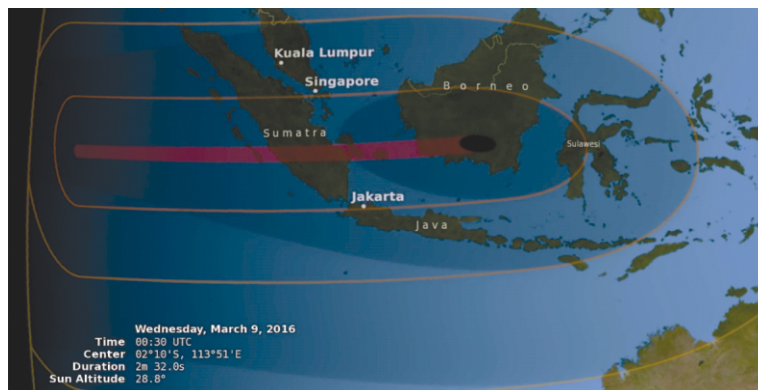 Kuala Lumpur
Singapore
B o r n e o
Sumatra
Sulawesi
Jakarta
Java
Wednesday, March 9, 2016
Time 00:30 UTC
Center 02°10'S, 113°51'E
Duration 2m 32.0s
Sun Altitude 28.8°